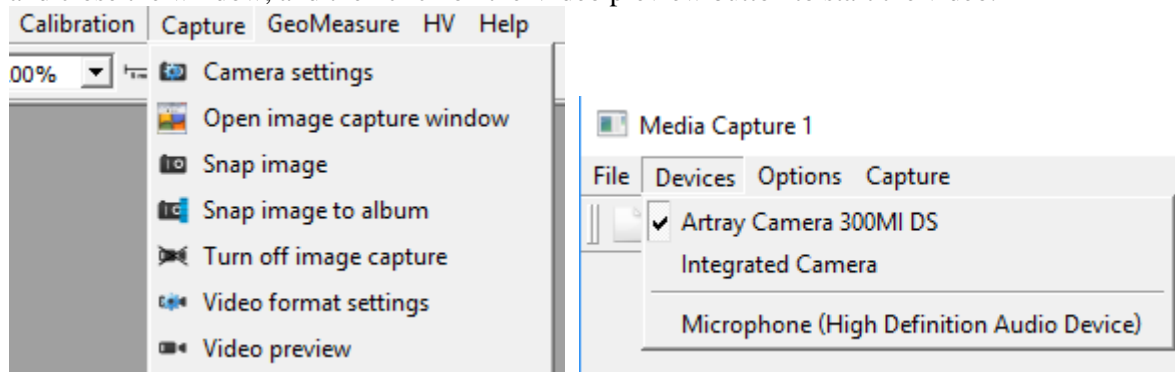 Calibration Capture GeoMeasure HV Help
00%
Camera settings
Open image capture window
Snap image
Snap image to album
Turn off image capture
Video format settings
Video preview
Media Capture 1
File Devices Options Capture
Artray Camera 300MI DS
Integrated Camera
Microphone (High Definition Audio Device)